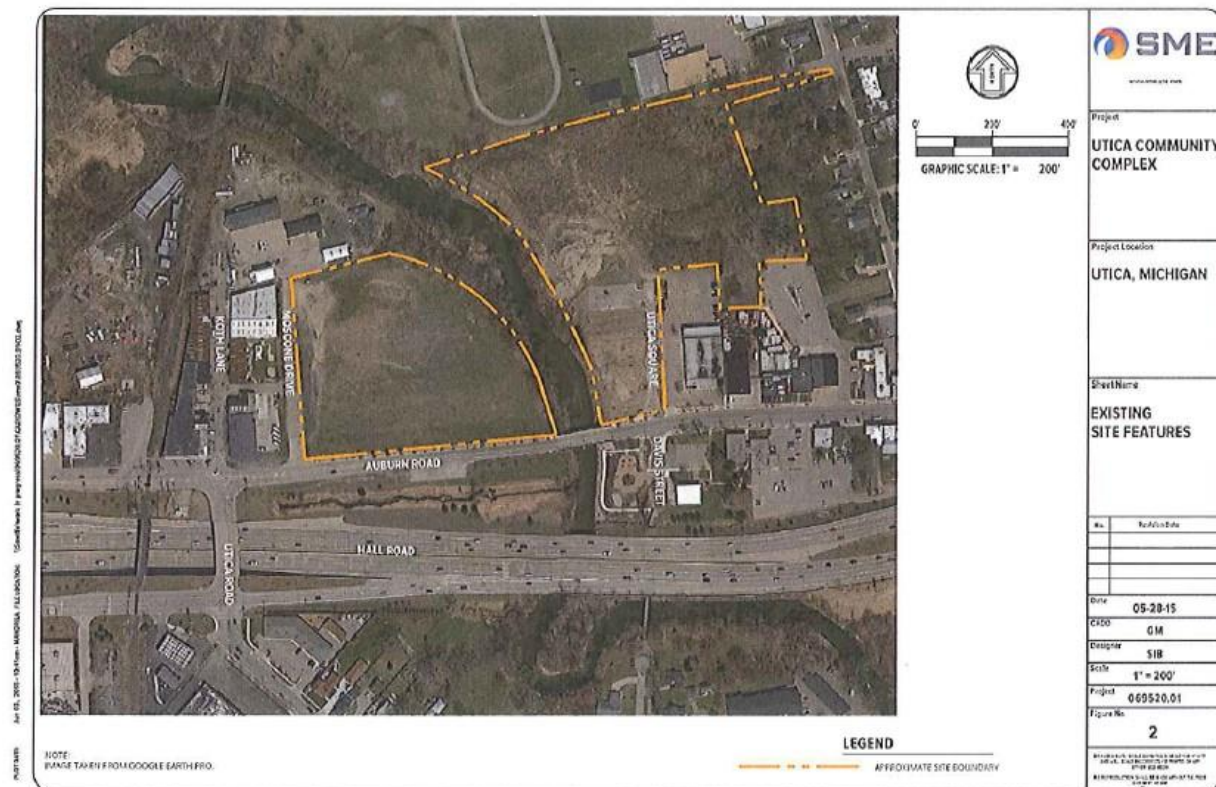 MOSCONE DRIVE
KOTH LANE
UTICA SQUARE
AUBURN ROAD
DAVIS STREET
HALL ROAD
UTICA ROAD
0' 200' 400'
GRAPHIC SCALE: 1" = 200'
NOTE:
IMAGE TAKEN FROM GOOGLE EARTH PRO.
LEGEND
APPROXIMATE SITE BOUNDARY
SME
Project
UTICA COMMUNITY
COMPLEX
Project Location
UTICA, MICHIGAN
Sheet Name
EXISTING
SITE FEATURES
No. Revision Date
Date
05-28-15
CADD
GM
Designer
SIB
Scale
1" = 200'
Project
069520.01
Figure No.
2